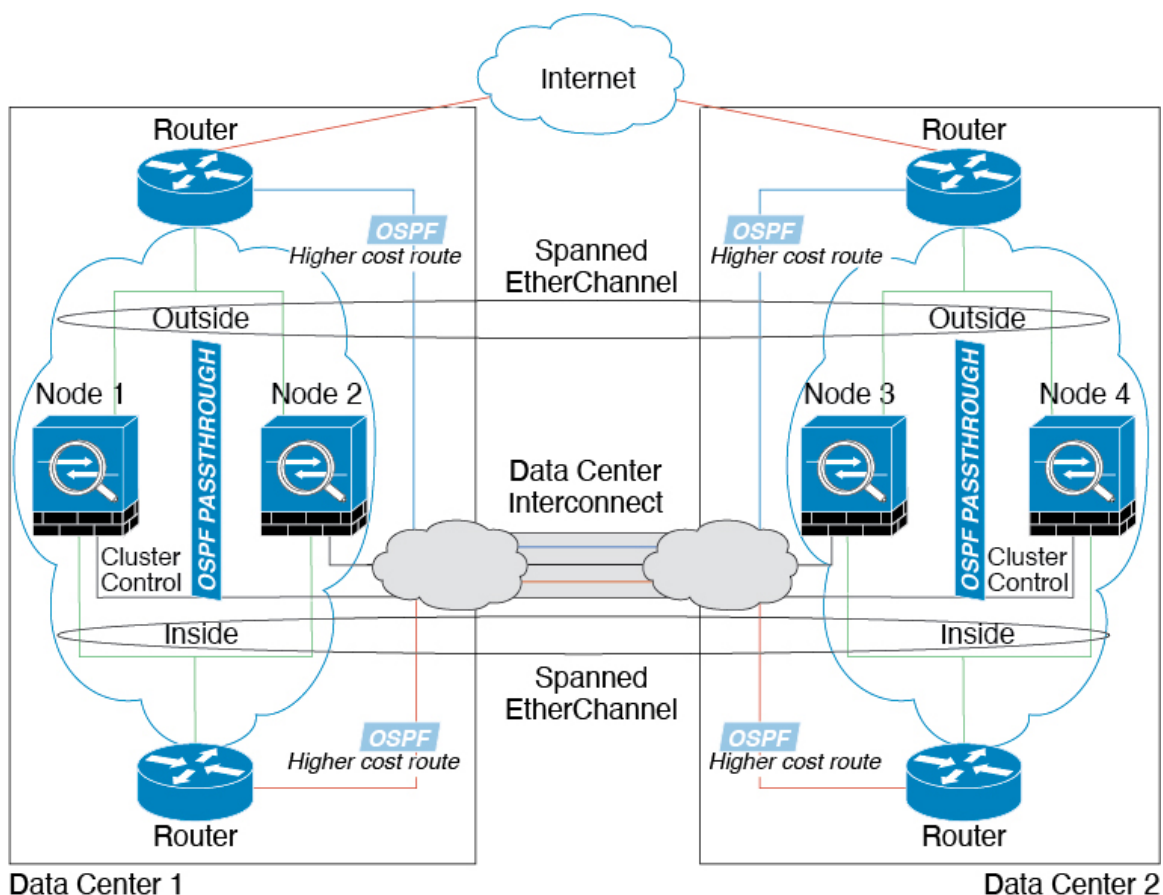 Internet
Router
Router
OSPF
Higher cost route
OSPF
Higher cost route
Spanned
EtherChannel
Outside
Outside
Node 1
Node 2
Node 3
Node 4
OSPF PASSTHROUGH
OSPF PASSTHROUGH
Data Center
Interconnect
Cluster
Control
Cluster
Control
Inside
Inside
Spanned
EtherChannel
OSPF
Higher cost route
OSPF
Higher cost route
Router
Router
Data Center 1
Data Center 2